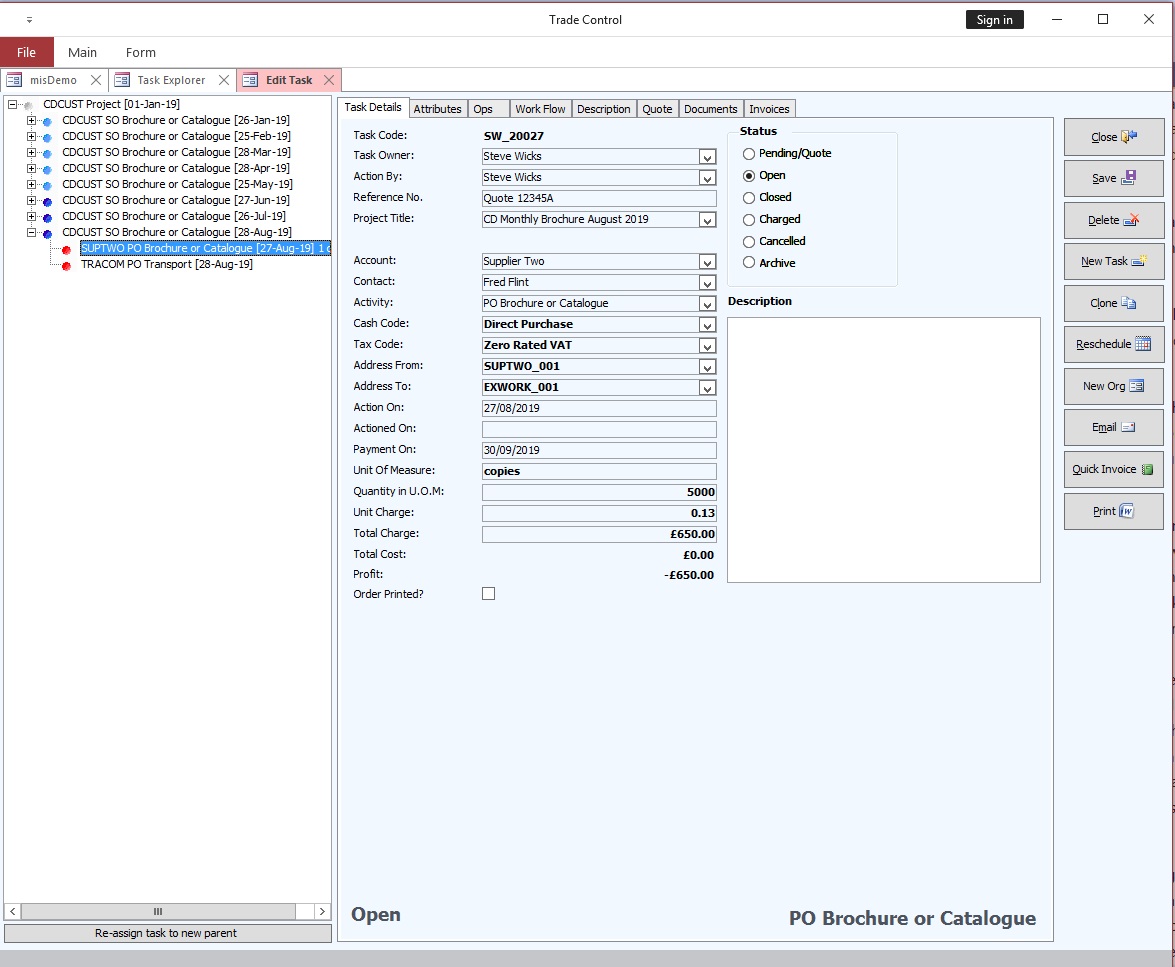 Trade Control
Sign in
File Main Form
misDemo Task Explorer Edit Task
CDCUST Project [01-Jan-19]
CDCUST SO Brochure or Catalogue [26-Jan-19]
CDCUST SO Brochure or Catalogue [25-Feb-19]
CDCUST SO Brochure or Catalogue [28-Mar-19]
CDCUST SO Brochure or Catalogue [28-Apr-19]
CDCUST SO Brochure or Catalogue [25-May-19]
CDCUST SO Brochure or Catalogue [27-Jun-19]
CDCUST SO Brochure or Catalogue [26-Jul-19]
CDCUST SO Brochure or Catalogue [28-Aug-19]
SUPTWO PO Brochure or Catalogue [27-Aug-19] 1
TRACOM PO Transport [28-Aug-19]
Re-assign task to new parent
Task Details Attributes Ops Work Flow Description Quote Documents Invoices
Task Code: SW_20027
Task Owner: Steve Wicks
Action By: Steve Wicks
Reference No. Quote 12345A
Project Title: CD Monthly Brochure August 2019
Account: Supplier Two
Contact: Fred Flint
Activity: PO Brochure or Catalogue
Cash Code: Direct Purchase
Tax Code: Zero Rated VAT
Address From: SUPTWO_001
Address To: EXWORK_001
Action On: 27/08/2019
Actioned On:
Payment On: 30/09/2019
Unit Of Measure: copies
Quantity in U.O.M: 5000
Unit Charge: 0.13
Total Charge: £650.00
Total Cost: £0.00
Profit: -£650.00
Order Printed?
Status
Pending/Quote
Open
Closed
Charged
Cancelled
Archive
Description
Open
PO Brochure or Catalogue
Close
Save
Delete
New Task
Clone
Reschedule
New Org
Email
Quick Invoice
Print